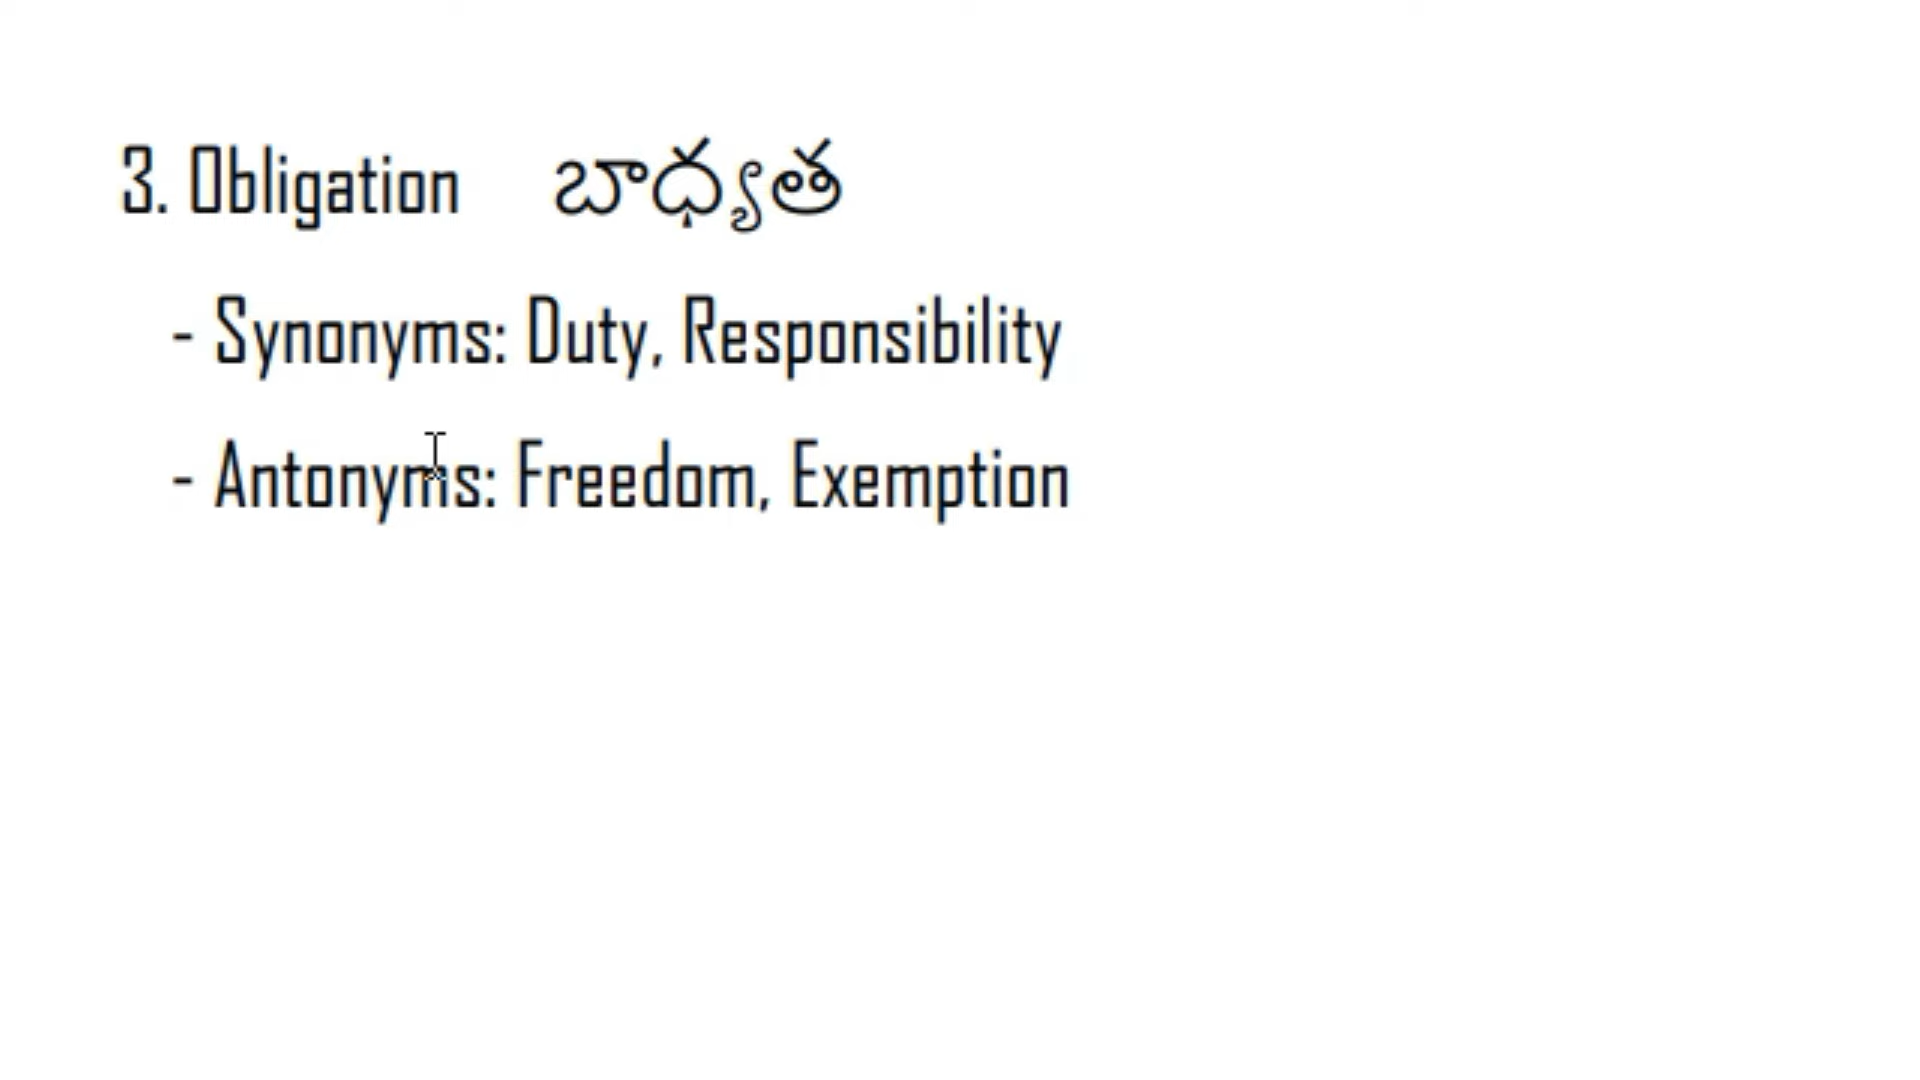 3. Obligation బాధ్యత
- Synonyms: Duty, Responsibility
- Antonyms: Freedom, Exemption